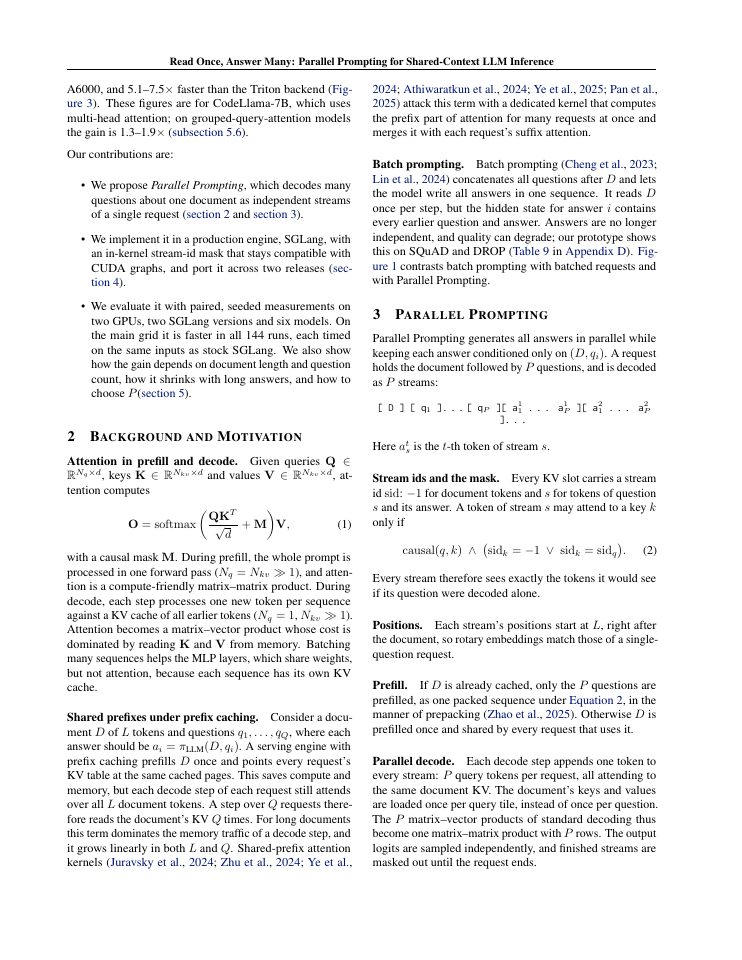 Read Once, Answer Many: Parallel Prompting for Shared-Context LLM Inference
A6000, and 5.1–7.5× faster than the Triton backend (Fig-
ure 3). These figures are for CodeLlama-7B, which uses
multi-head attention; on grouped-query-attention models
the gain is 1.3–1.9× (subsection 5.6).
Our contributions are:
• We propose Parallel Prompting, which decodes many
questions about one document as independent streams
of a single request (section 2 and section 3).
• We implement it in a production engine, SGLang, with
an in-kernel stream-id mask that stays compatible with
CUDA graphs, and port it across two releases (sec-
tion 4).
• We evaluate it with paired, seeded measurements on
two GPUs, two SGLang versions and six models. On
the main grid it is faster in all 144 runs, each timed
on the same inputs as stock SGLang. We also show
how the gain depends on document length and question
count, how it shrinks with long answers, and how to
choose P(section 5).
2 BACKGROUND AND MOTIVATION
Attention in prefill and decode. Given queries Q ∈
ℝ^{N_q×d}, keys K ∈ ℝ^{N_{kv}×d} and values V ∈ ℝ^{N_{kv}×d}, at-
tention computes
O = softmax (QK^T / √d + M) V, (1)
with a causal mask M. During prefill, the whole prompt is
processed in one forward pass (N_q = N_{kv} ≫ 1), and atten-
tion is a compute-friendly matrix–matrix product. During
decode, each step processes one new token per sequence
against a KV cache of all earlier tokens (N_q = 1, N_{kv} ≫ 1).
Attention becomes a matrix–vector product whose cost is
dominated by reading K and V from memory. Batching
many sequences helps the MLP layers, which share weights,
but not attention, because each sequence has its own KV
cache.
Shared prefixes under prefix caching. Consider a docu-
ment D of L tokens and questions q_1, . . . , q_Q, where each
answer should be a_i = π_LLM(D, q_i). A serving engine with
prefix caching prefills D once and points every request's
KV table at the same cached pages. This saves compute and
memory, but each decode step of each request still attends
over all L document tokens. A step over Q requests there-
fore reads the document's KV Q times. For long documents
this term dominates the memory traffic of a decode step, and
it grows linearly in both L and Q. Shared-prefix attention
kernels (Juravsky et al., 2024; Zhu et al., 2024; Ye et al.,
2024; Athiwaratkun et al., 2024; Ye et al., 2025; Pan et al.,
2025) attack this term with a dedicated kernel that computes
the prefix part of attention for many requests at once and
merges it with each request's suffix attention.
Batch prompting. Batch prompting (Cheng et al., 2023;
Lin et al., 2024) concatenates all questions after D and lets
the model write all answers in one sequence. It reads D
once per step, but the hidden state for answer i contains
every earlier question and answer. Answers are no longer
independent, and quality can degrade; our prototype shows
this on SQuAD and DROP (Table 9 in Appendix D). Fig-
ure 1 contrasts batch prompting with batched requests and
with Parallel Prompting.
3 PARALLEL PROMPTING
Parallel Prompting generates all answers in parallel while
keeping each answer conditioned only on (D, q_i). A request
holds the document followed by P questions, and is decoded
as P streams:
[ D ] [ q_1 ]. . . [ q_P ][ a_1^1 . . . a_P^1 ][ a_1^2 . . . a_P^2
]. . .
Here a_s^t is the t-th token of stream s.
Stream ids and the mask. Every KV slot carries a stream
id sid: −1 for document tokens and s for tokens of question
s and its answer. A token of stream s may attend to a key k
only if
causal(q, k) ∧ (sid_k = −1 ∨ sid_k = sid_q). (2)
Every stream therefore sees exactly the tokens it would see
if its question were decoded alone.
Positions. Each stream's positions start at L, right after
the document, so rotary embeddings match those of a single-
question request.
Prefill. If D is already cached, only the P questions are
prefilled, as one packed sequence under Equation 2, in
the manner of prepacking (Zhao et al., 2025). Otherwise D is
prefilled once and shared by every request that uses it.
Parallel decode. Each decode step appends one token to
every stream: P query tokens per request, all attending to
the same document KV. The document's keys and values
are loaded once per query tile, instead of once per question.
The P matrix–vector products of standard decoding thus
become one matrix–matrix product with P rows. The output
logits are sampled independently, and finished streams are
masked out until the request ends.